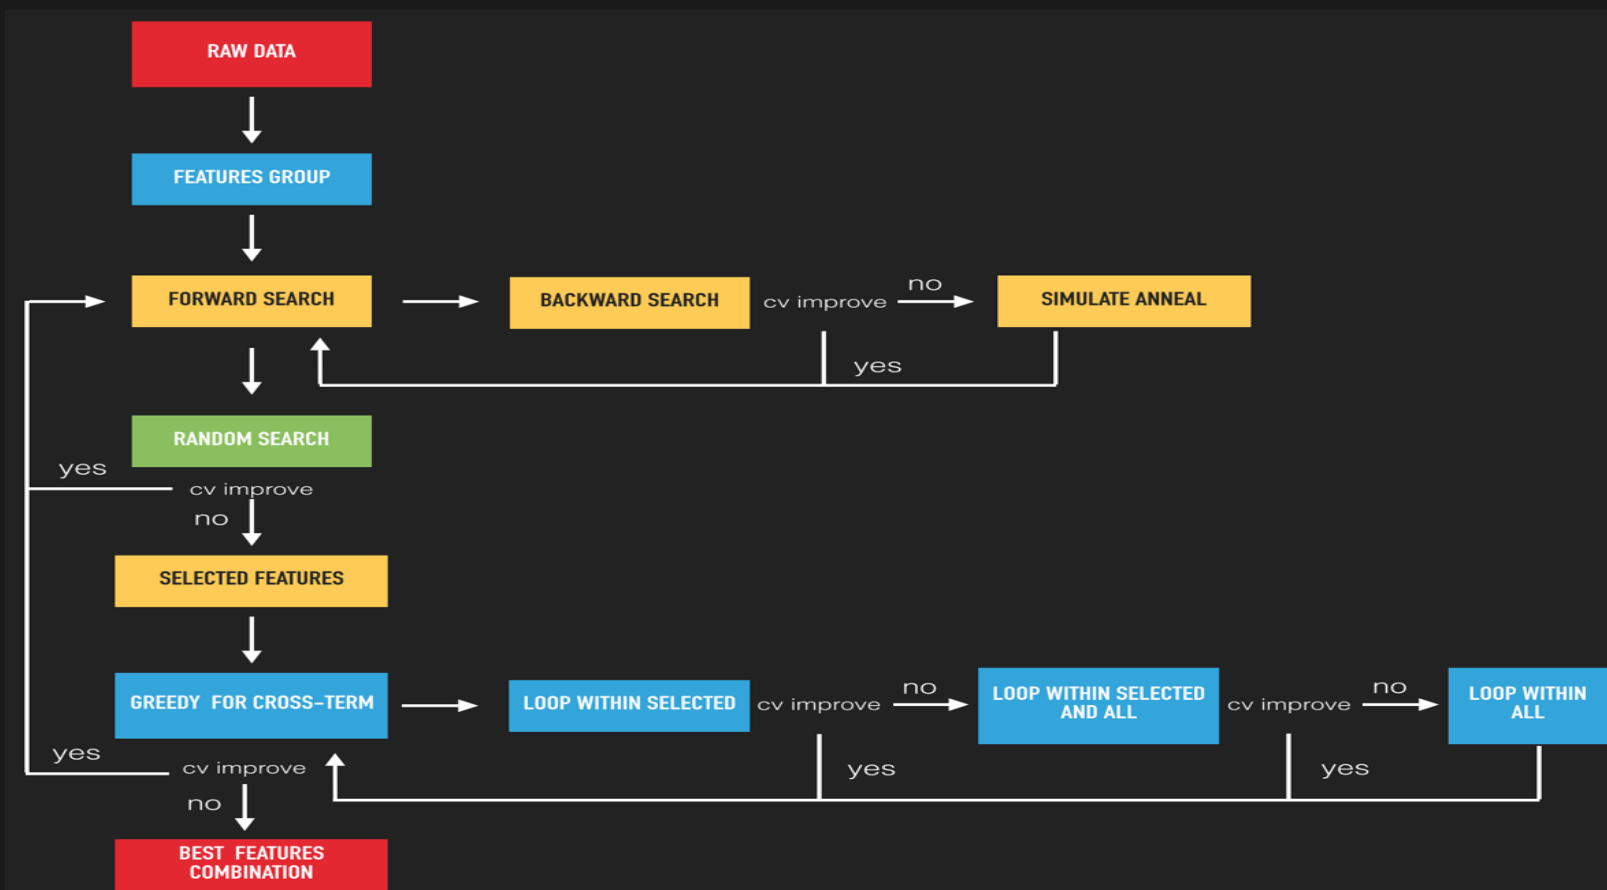 RAW DATA
FEATURES GROUP
FORWARD SEARCH
BACKWARD SEARCH
cv improve
no
SIMULATE ANNEAL
yes
RANDOM SEARCH
yes
cv improve
no
SELECTED FEATURES
GREEDY FOR CROSS-TERM
LOOP WITHIN SELECTED
cv improve
no
LOOP WITHIN SELECTED
AND ALL
cv improve
no
LOOP WITHIN
ALL
yes
cv improve
yes
yes
no
BEST FEATURES
COMBINATION